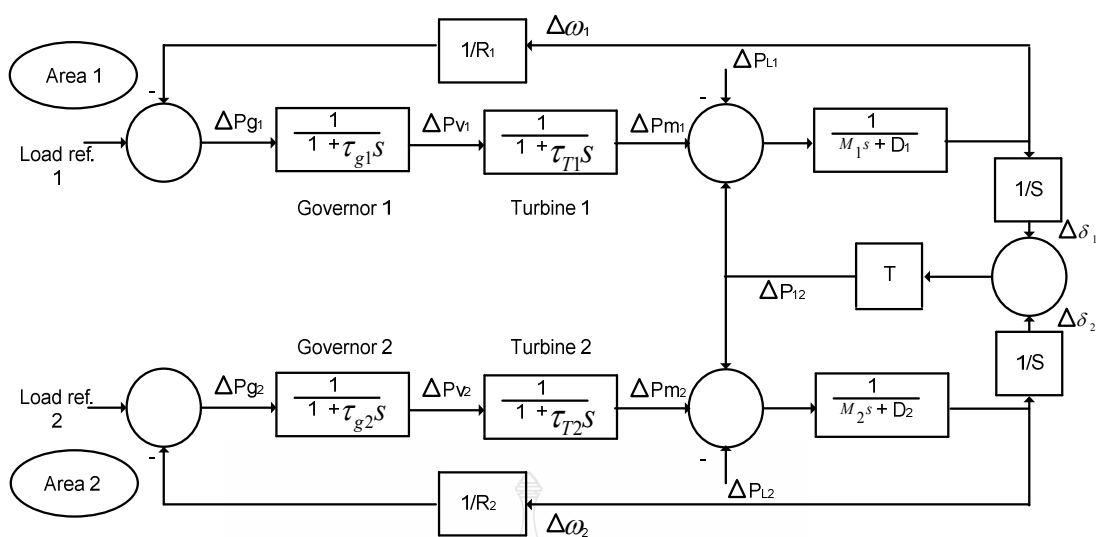 Δω₁
1/R₁
ΔP_L1
Area 1
-
-
ΔPg₁
1
1 + τ_g1 s
ΔPv₁
1
1 + τ_T1 s
ΔPm₁
1
M₁s + D₁
Load ref.
1
1/S
Governor 1
Turbine 1
Δδ₁
T
ΔP₁₂
Δδ₂
Governor 2
Turbine 2
1/S
Load ref.
2
ΔPg₂
1
1 + τ_g2 s
ΔPv₂
1
1 + τ_T2 s
ΔPm₂
1
M₂s + D₂
-
-
Area 2
1/R₂
ΔP_L2
Δω₂